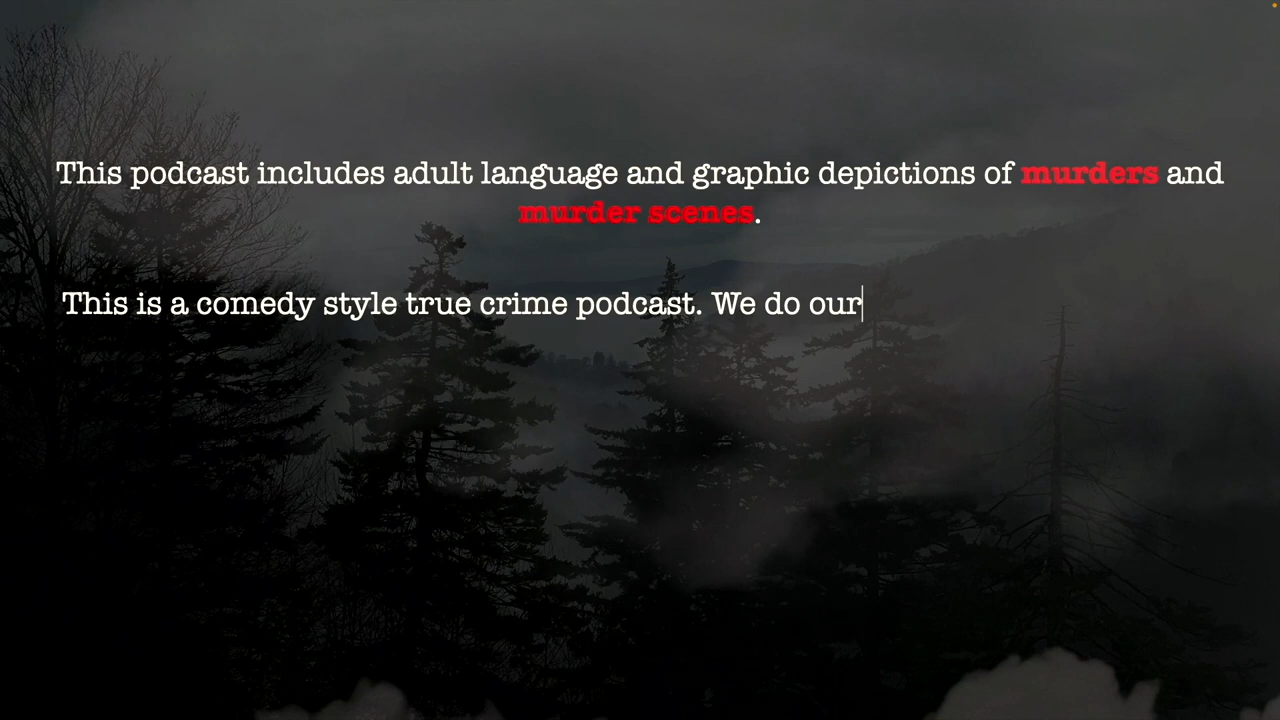 This podcast includes adult language and graphic depictions of murders and
murder scenes.
This is a comedy style true crime podcast. We do our